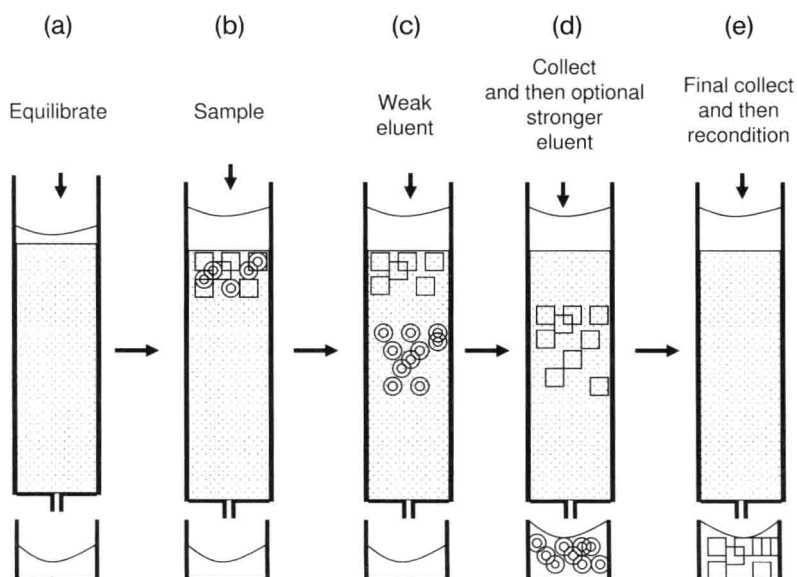 (a)
(b)
(c)
(d)
(e)
Equilibrate
Sample
Weak
eluent
Collect
and then optional
stronger
eluent
Final collect
and then
recondition